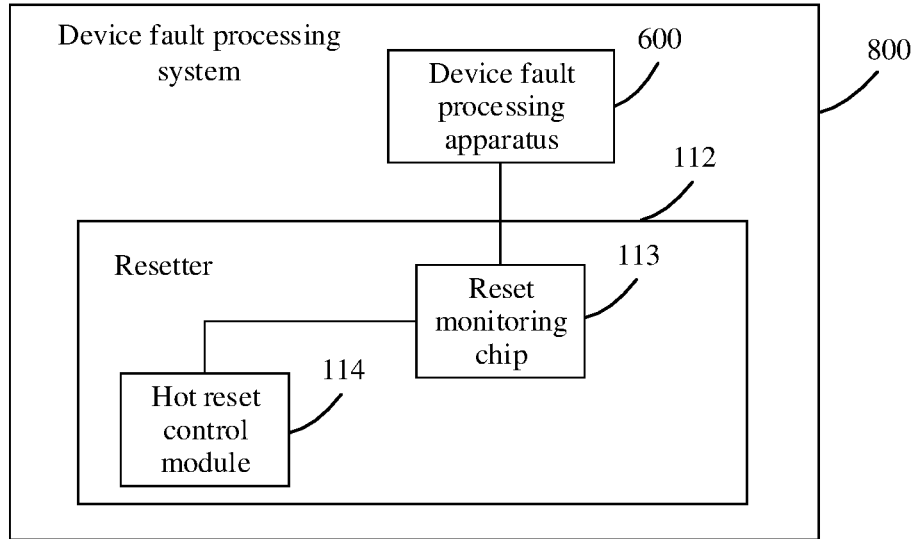 Device fault processing
system
600
800
Device fault
processing
apparatus
112
Resetter
113
Reset
monitoring
chip
114
Hot reset
control
module